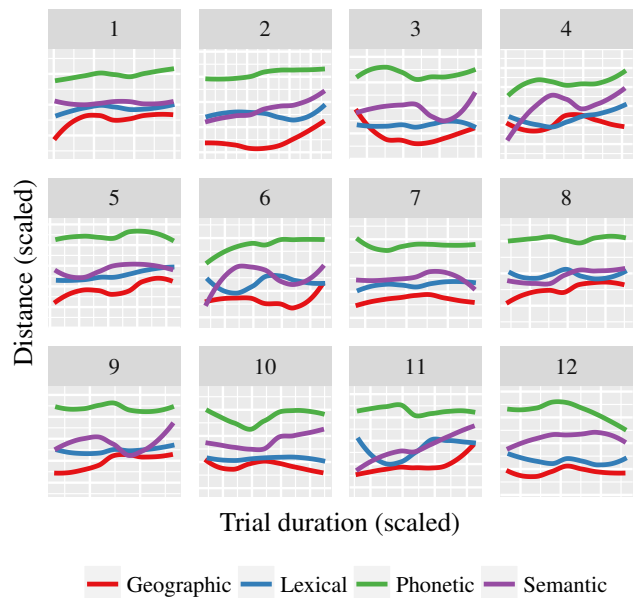 1 2 3 4
5 6 7 8
9 10 11 12
Distance (scaled)
Trial duration (scaled)
Geographic Lexical Phonetic Semantic